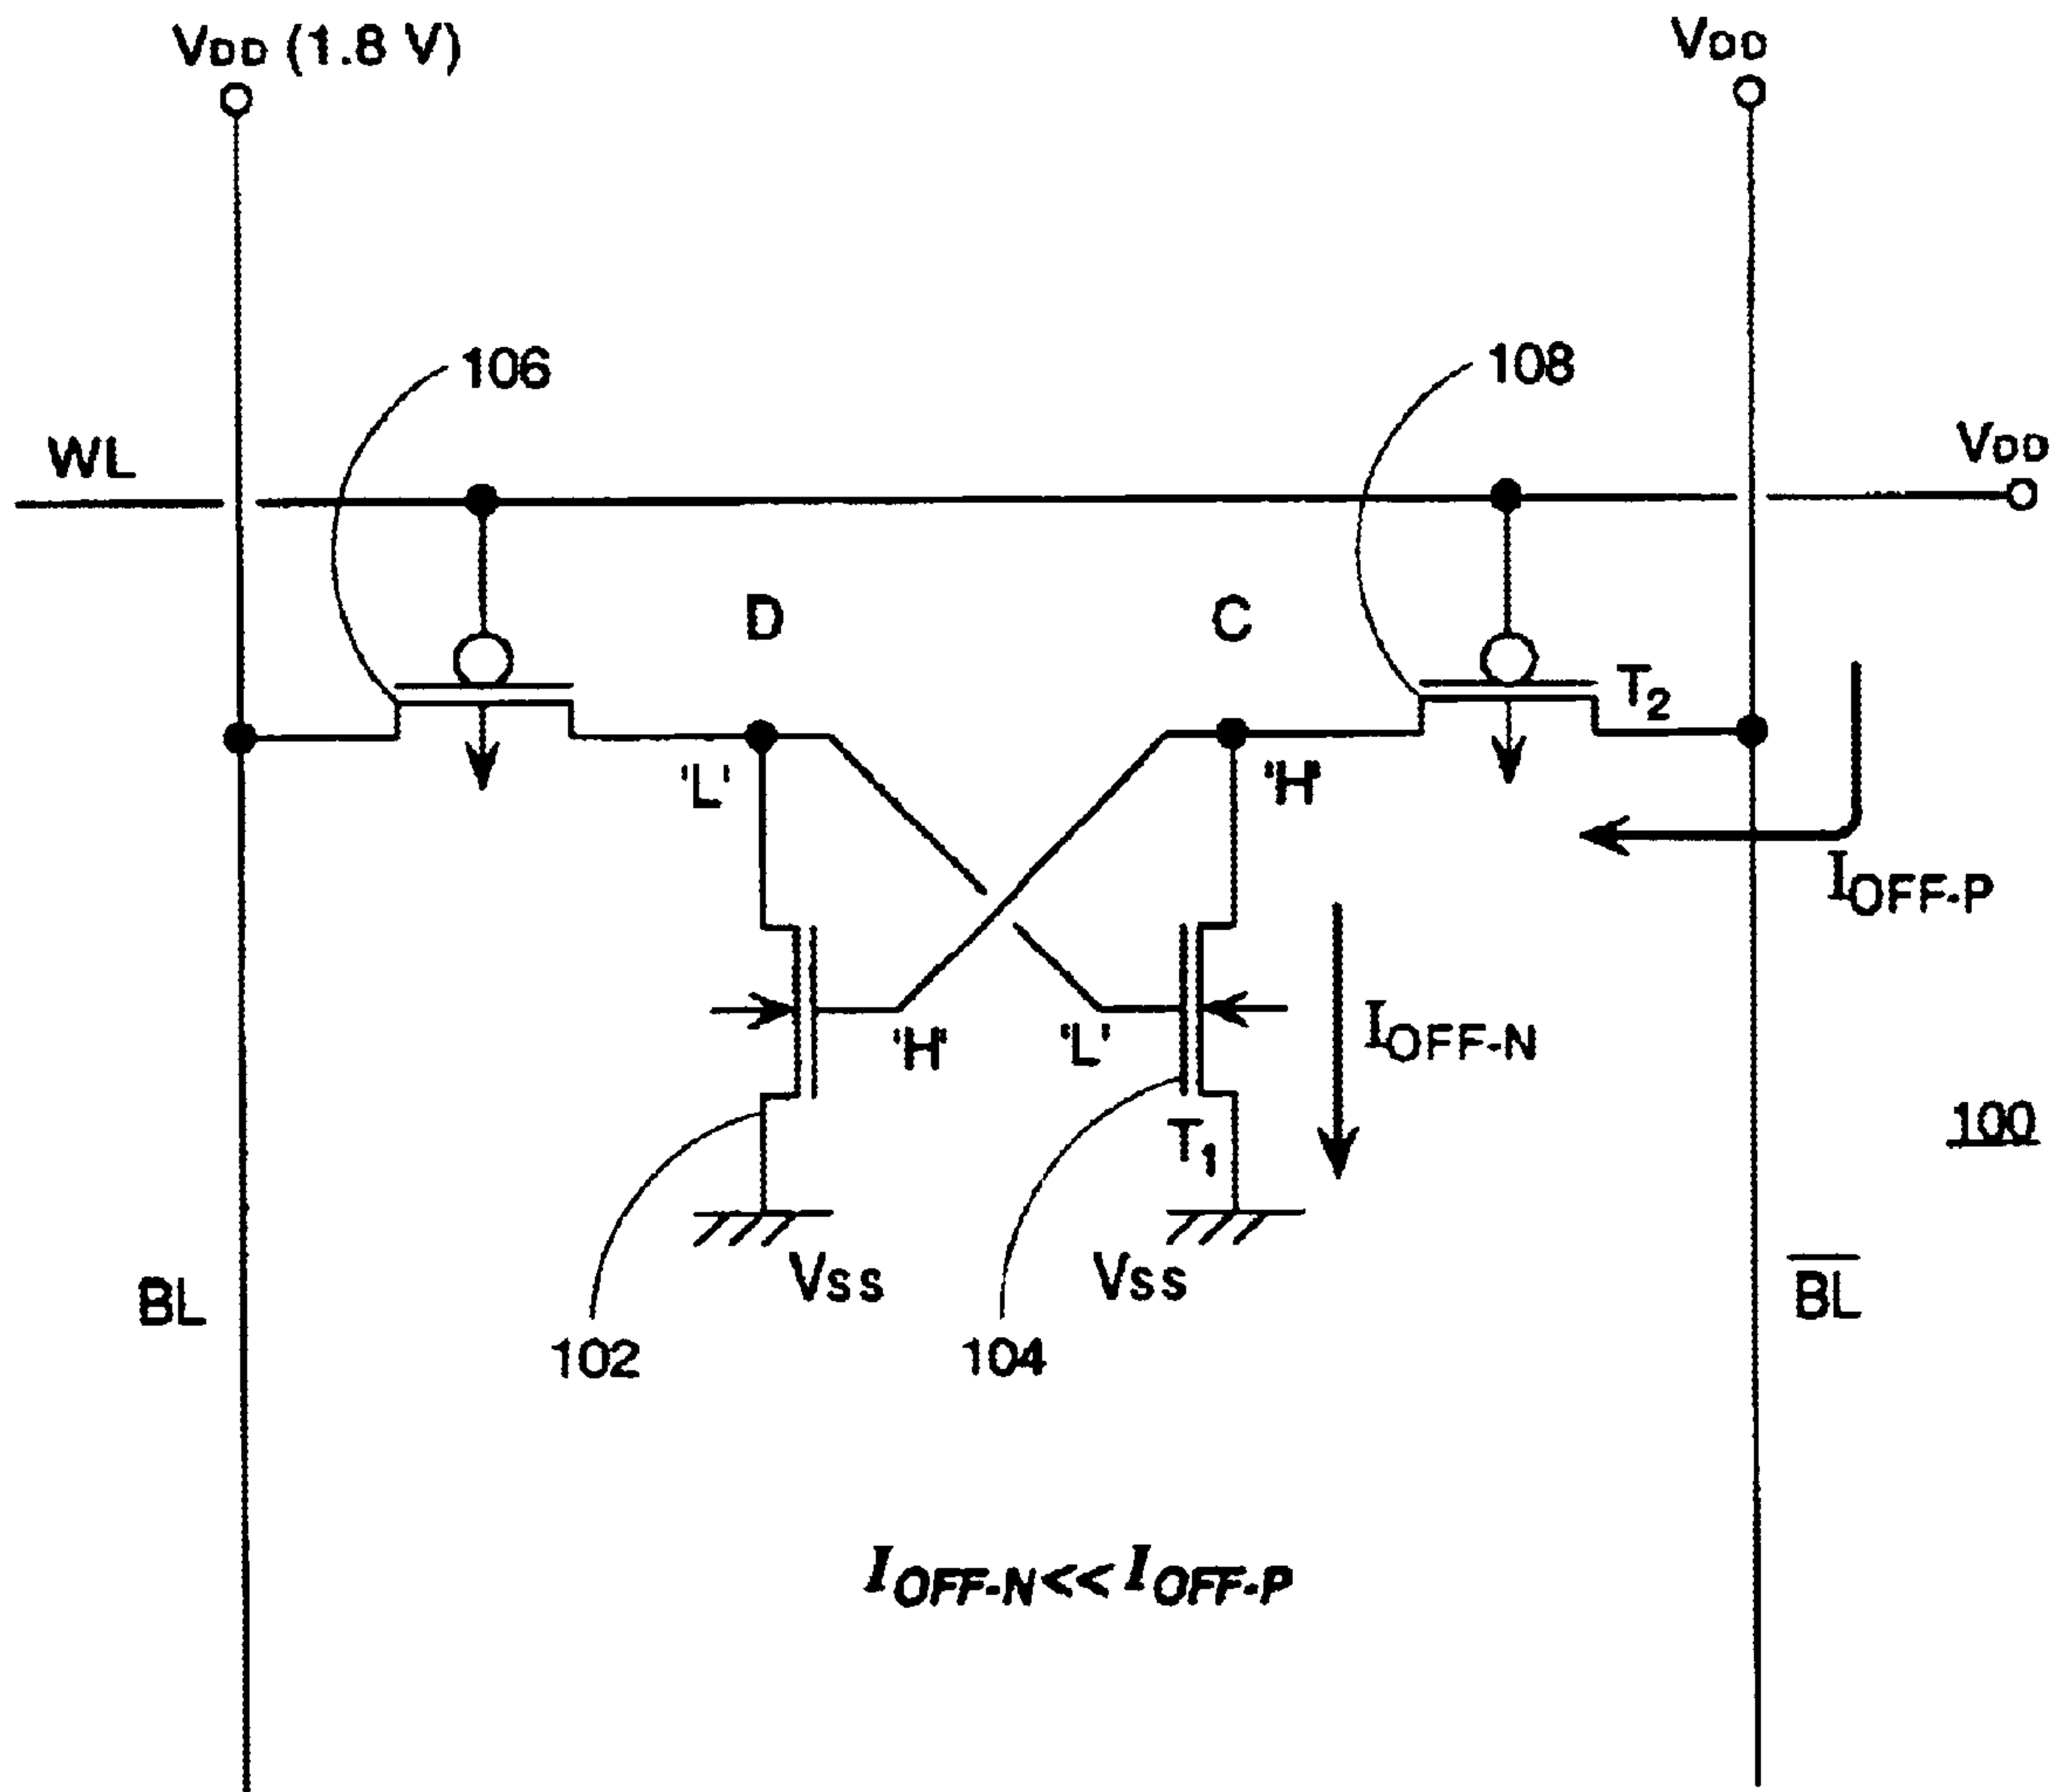 VDD (1.8 V)
VDD
106
108
WL
VDD
D
C
T2
'L'
'H'
IOFF-P
'H'
'L'
IOFF-N
T1
100
VSS
VSS
BL
BL
102
104
IOFF-N<< IOFF-P